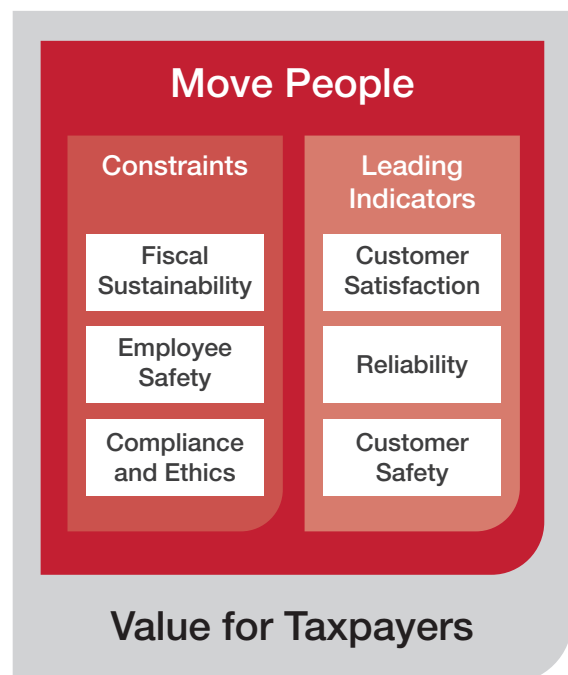 Move People
Constraints
Fiscal
Sustainability
Employee
Safety
Compliance
and Ethics
Leading
Indicators
Customer
Satisfaction
Reliability
Customer
Safety
Value for Taxpayers